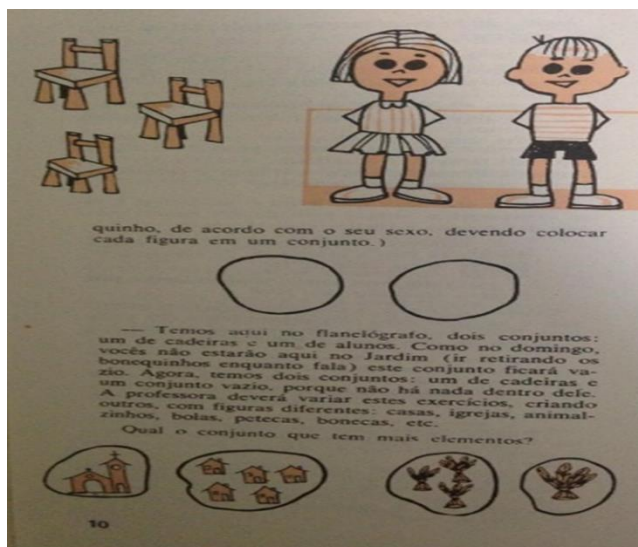 quinho, de acordo com o seu sexo, devendo colocar
cada figura em um conjunto.)
— Temos aqui no flanelógrafo, dois conjuntos:
um de cadeiras e um de alunos. Como no domingo,
vocês não estarão aqui no Jardim (ir retirando os
bonequinhos enquanto fala) este conjunto ficará va-
zio. Agora, temos dois conjuntos: um de cadeiras e
um conjunto vazio, porque não há nada dentro dele.
A professora deverá variar estes exercícios, criando
outros, com figuras diferentes: casas, igrejas, animal-
zinhos, bolas, petecas, bonecas, etc.
Qual o conjunto que tem mais elementos?
10